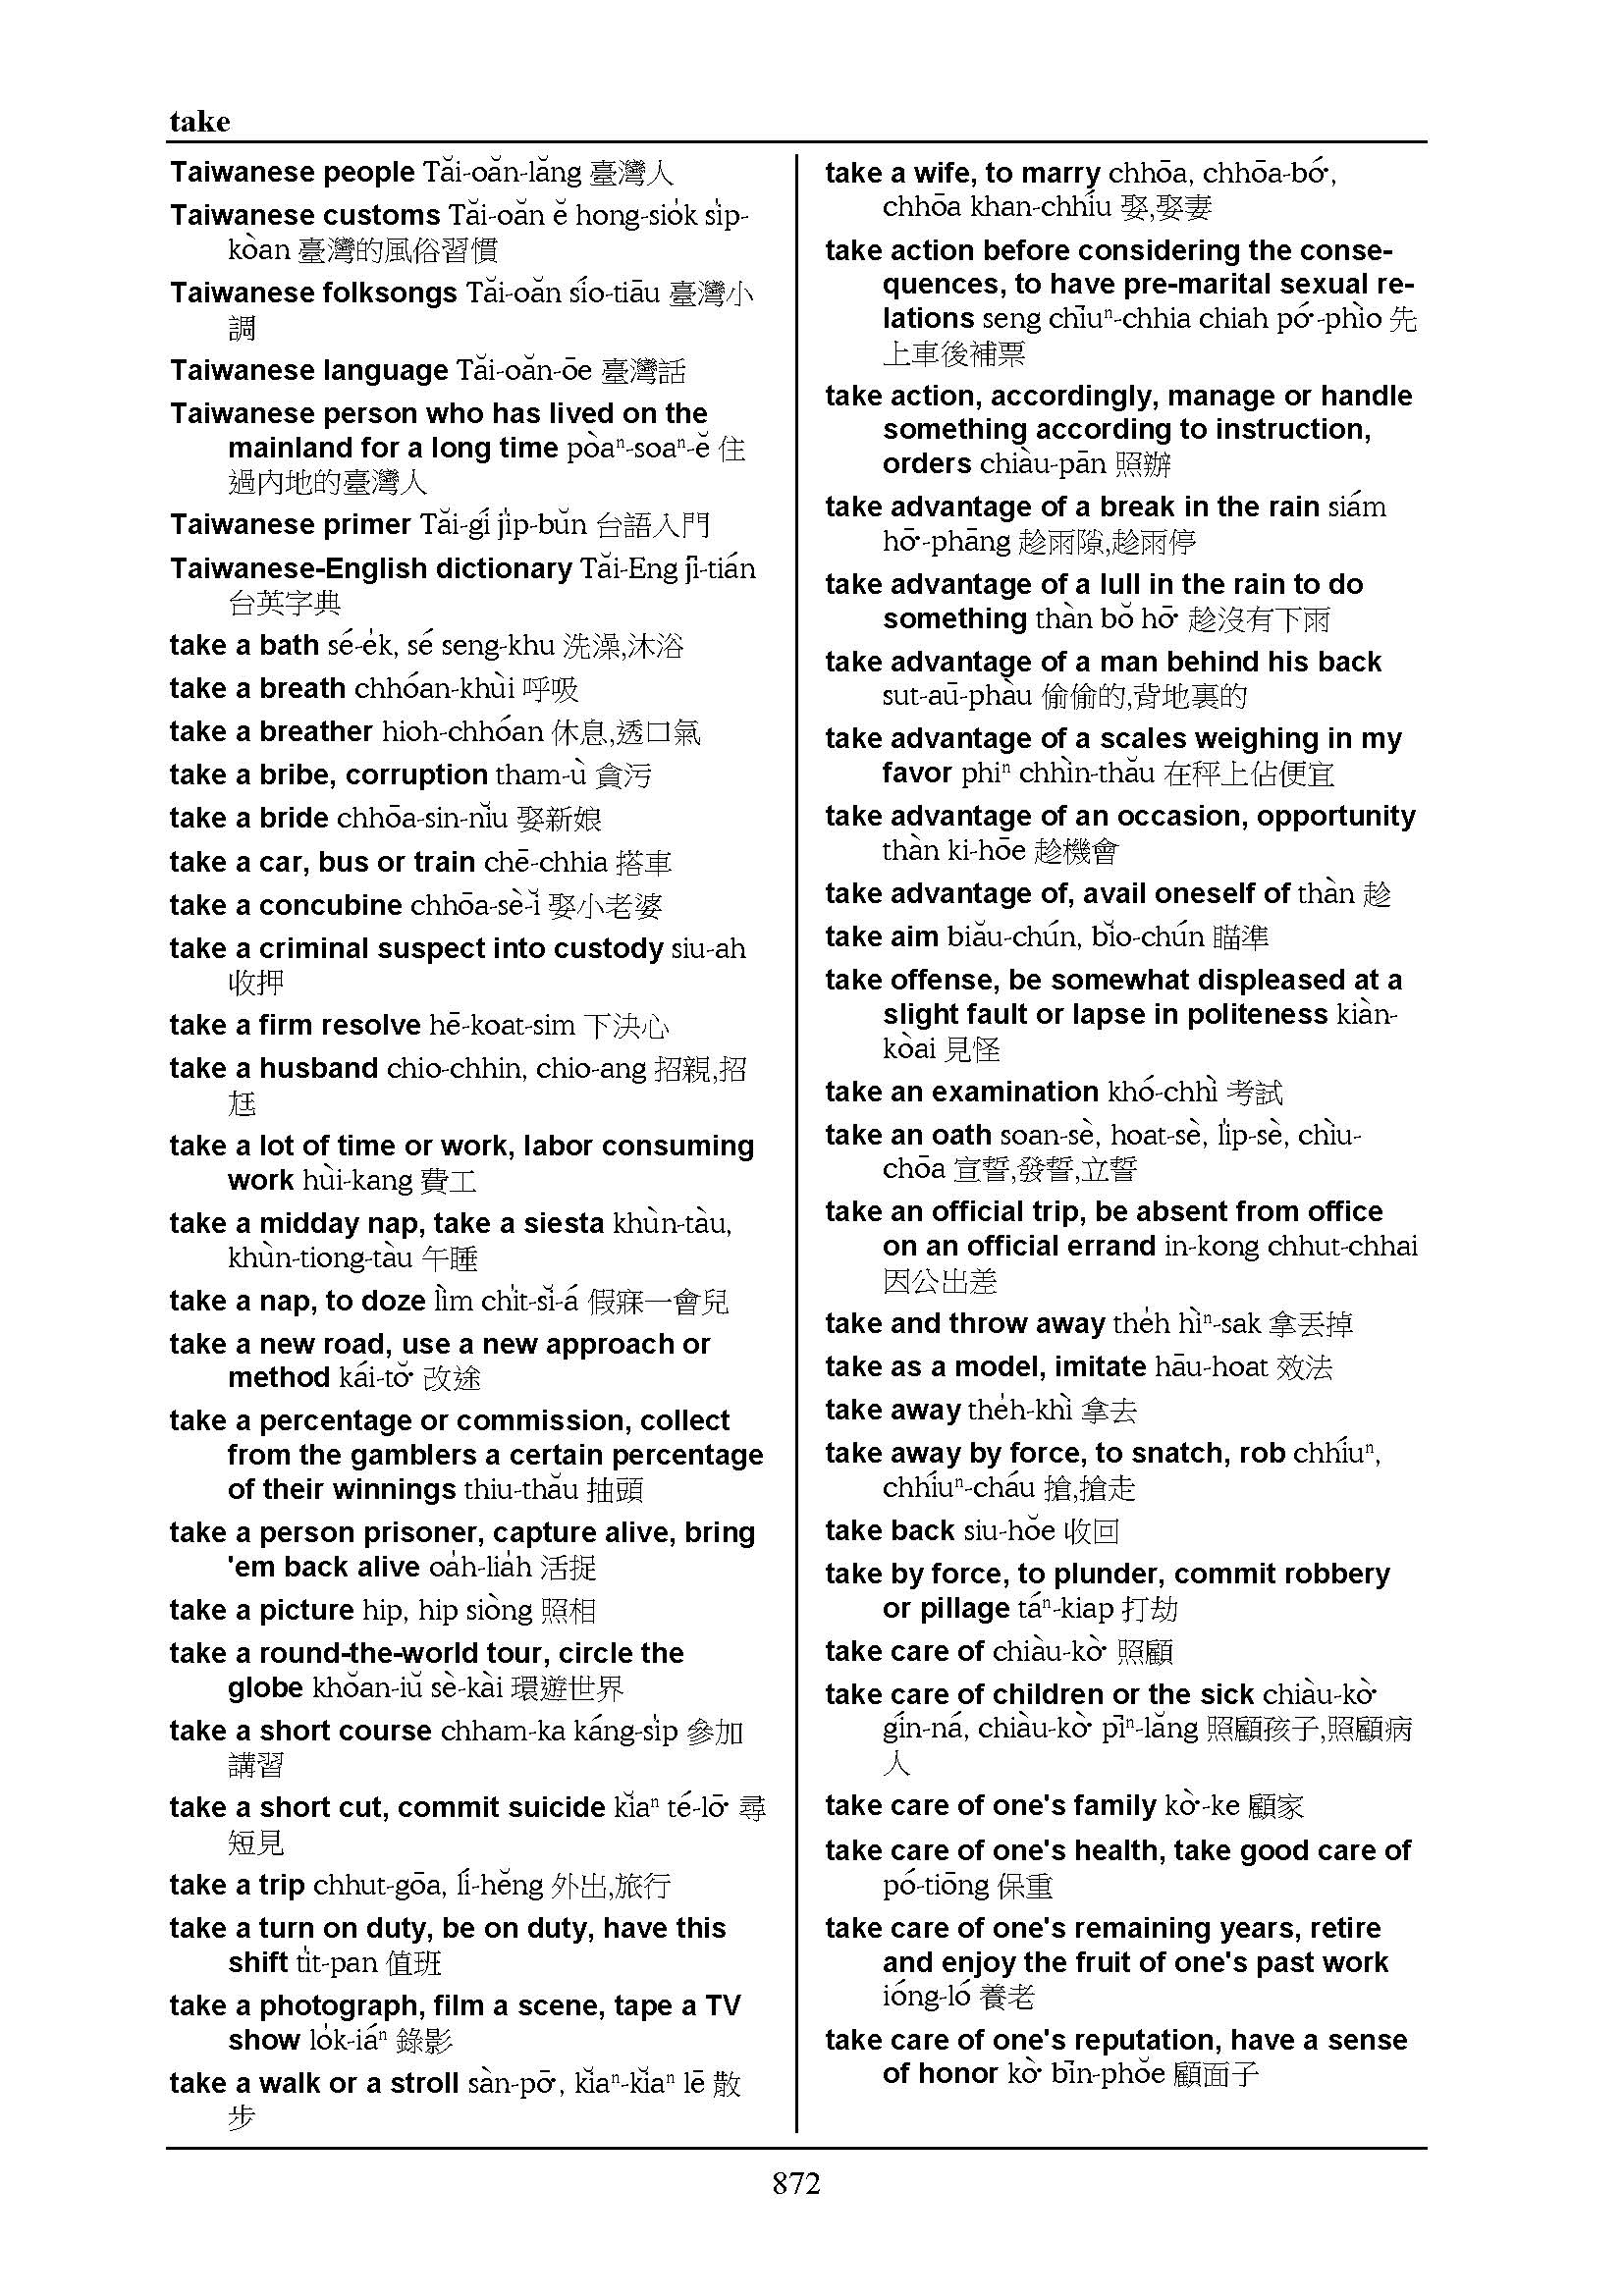 take
Taiwanese people Tăi-oăn-lăng 臺灣人
Taiwanese customs Tăi-oăn ĕ hong-sio̍k si̍p-
kòan 臺灣的風俗習慣
Taiwanese folksongs Tăi-oăn sío-tiāu 臺灣小
調
Taiwanese language Tăi-oăn-ōe 臺灣話
Taiwanese person who has lived on the
mainland for a long time pòaⁿ-soaⁿ-ĕ 住
過內地的臺灣人
Taiwanese primer Tăi-gí ji̍p-bŭn 台語入門
Taiwanese-English dictionary Tăi-Eng jī-tián
台英字典
take a bath sé-e̍k, sé seng-khu 洗澡,沐浴
take a breath chhóan-khùi 呼吸
take a breather hioh-chhóan 休息,透口氣
take a bribe, corruption tham-ù 貪污
take a bride chhōa-sin-nĭu 娶新娘
take a car, bus or train chē-chhia 搭車
take a concubine chhōa-sè-ĭ 娶小老婆
take a criminal suspect into custody siu-ah
收押
take a firm resolve hē-koat-sim 下決心
take a husband chio-chhin, chio-ang 招親,招
尪
take a lot of time or work, labor consuming
work hùi-kang 費工
take a midday nap, take a siesta khùn-tàu,
khùn-tiong-tàu 午睡
take a nap, to doze lìm chi̍t-sĭ-á 假寐一會兒
take a new road, use a new approach or
method kái-tŏ͘ 改途
take a percentage or commission, collect
from the gamblers a certain percentage
of their winnings thiu-thău 抽頭
take a person prisoner, capture alive, bring
'em back alive oa̍h-lia̍h 活捉
take a picture hip, hip siòng 照相
take a round-the-world tour, circle the
globe khŏan-iŭ sè-kài 環遊世界
take a short course chham-ka káng-si̍p 參加
講習
take a short cut, commit suicide kĭaⁿ té-lō͘ 尋
短見
take a trip chhut-gōa, lí-hĕng 外出,旅行
take a turn on duty, be on duty, have this
shift ti̍t-pan 值班
take a photograph, film a scene, tape a TV
show lo̍k-iáⁿ 錄影
take a walk or a stroll sàn-pō͘, kĭaⁿ-kĭaⁿ lē 散
步
take a wife, to marry chhōa, chhōa-bó͘,
chhōa khan-chhíu 娶,娶妻
take action before considering the conse-
quences, to have pre-marital sexual re-
lations seng chīuⁿ-chhia chiah pó͘-phìo 先
上車後補票
take action, accordingly, manage or handle
something according to instruction,
orders chiàu-pān 照辦
take advantage of a break in the rain siám
hō͘-phāng 趁雨隙,趁雨停
take advantage of a lull in the rain to do
something thàn bŏ hō͘ 趁沒有下雨
take advantage of a man behind his back
sut-aū-phàu 偷偷的,背地裏的
take advantage of a scales weighing in my
favor phiⁿ chhìn-thău 在秤上佔便宜
take advantage of an occasion, opportunity
thàn ki-hōe 趁機會
take advantage of, avail oneself of thàn 趁
take aim biău-chún, bĭo-chún 瞄準
take offense, be somewhat displeased at a
slight fault or lapse in politeness kiàn-
kòai 見怪
take an examination khó-chhì 考試
take an oath soan-sè, hoat-sè, li̍p-sè, chìu-
chōa 宣誓,發誓,立誓
take an official trip, be absent from office
on an official errand in-kong chhut-chhai
因公出差
take and throw away the̍h hìⁿ-sak 拿丟掉
take as a model, imitate hāu-hoat 效法
take away the̍h-khì 拿去
take away by force, to snatch, rob chhíuⁿ,
chhíuⁿ-cháu 搶,搶走
take back siu-hŏe 收回
take by force, to plunder, commit robbery
or pillage táⁿ-kiap 打劫
take care of chiàu-kò͘ 照顧
take care of children or the sick chiàu-kò͘
gín-ná, chiàu-kò͘ pīⁿ-lăng 照顧孩子,照顧病
人
take care of one's family kò͘-ke 顧家
take care of one's health, take good care of
pó-tiōng 保重
take care of one's remaining years, retire
and enjoy the fruit of one's past work
ióng-ló 養老
take care of one's reputation, have a sense
of honor kò͘ bīn-phŏe 顧面子
872